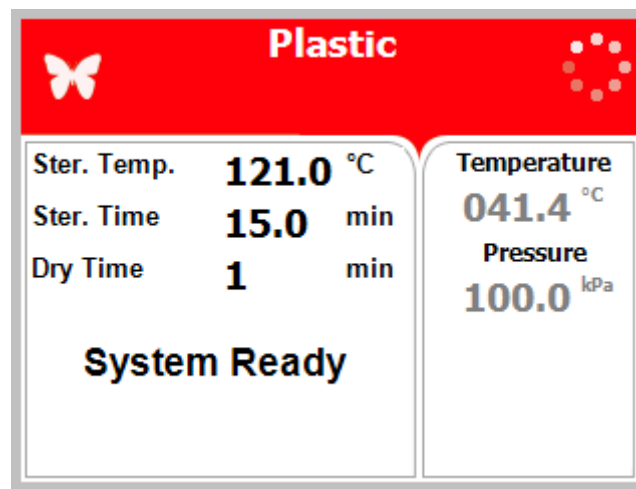 Plastic
Ster. Temp. 121.0 °C
Ster. Time 15.0 min
Dry Time 1 min
System Ready
Temperature
041.4 °C
Pressure
100.0 kPa